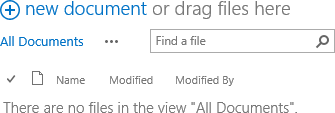 new document or drag files here
All Documents ... Find a file
Name Modified Modified By
There are no files in the view "All Documents".